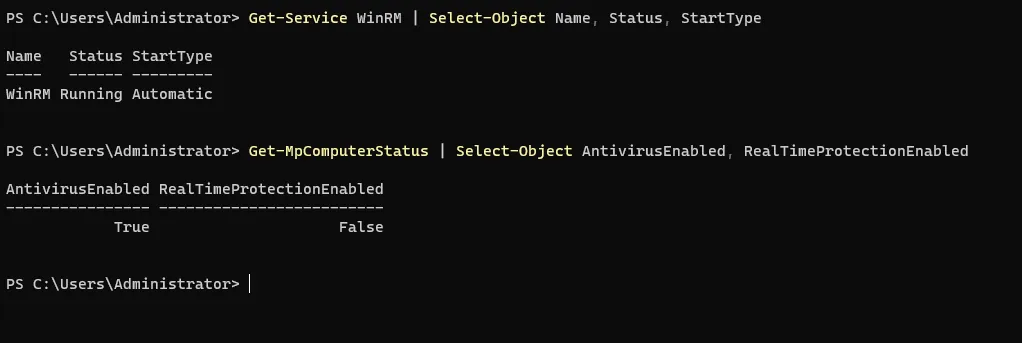 PS C:\Users\Administrator> Get-Service WinRM | Select-Object Name, Status, StartType
Name   Status StartType
----   ------ ---------
WinRM Running Automatic
PS C:\Users\Administrator> Get-MpComputerStatus | Select-Object AntivirusEnabled, RealTimeProtectionEnabled
AntivirusEnabled RealTimeProtectionEnabled
---------------- -------------------------
            True                     False
PS C:\Users\Administrator>